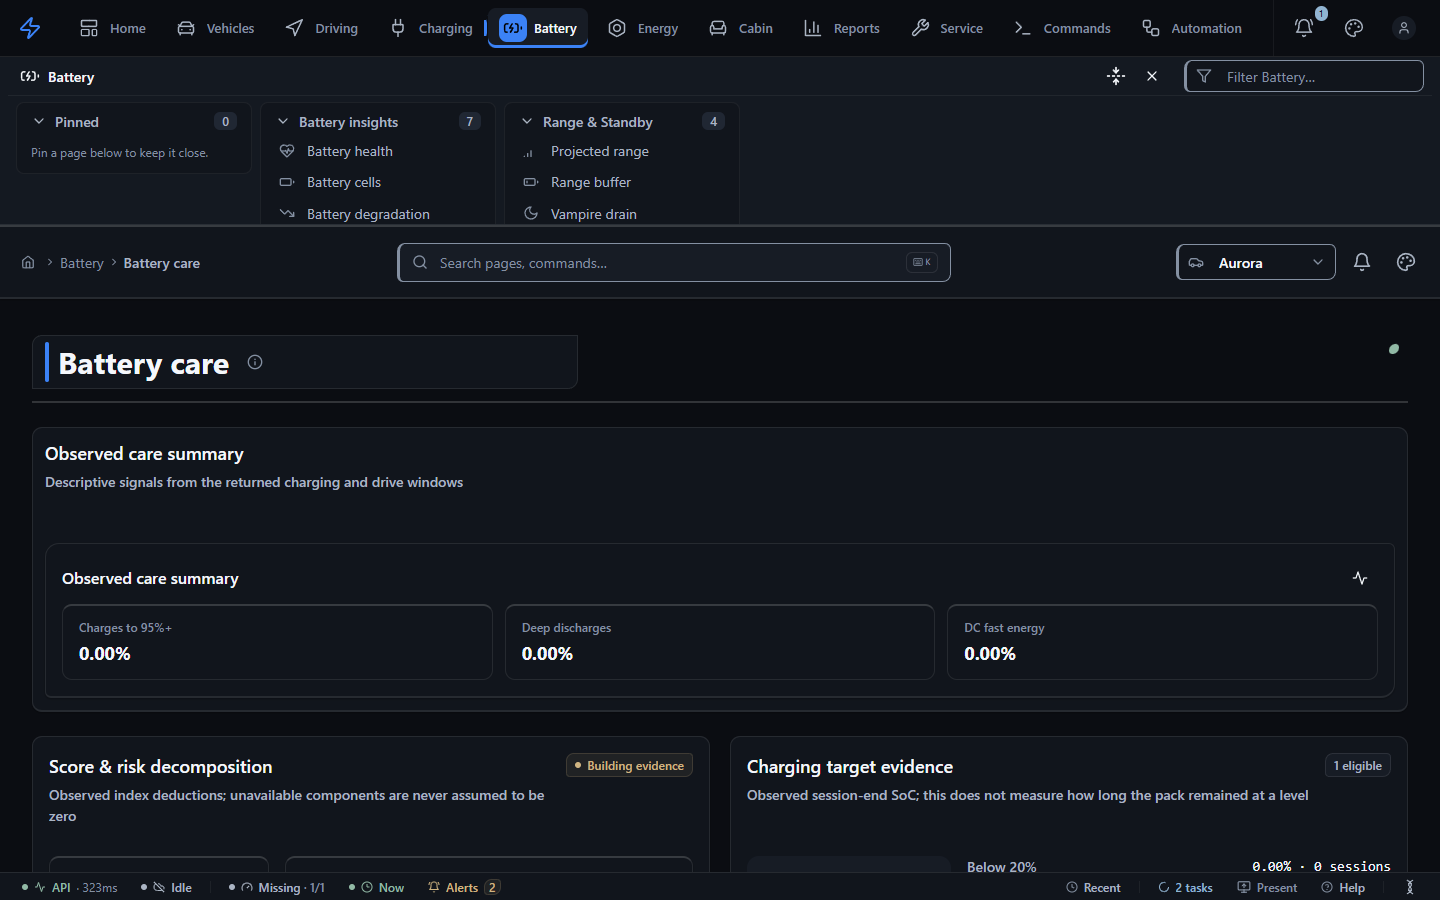 Home
Vehicles
Driving
Charging
Battery
Energy
Cabin
Reports
Service
Commands
Automation
1
Battery
Filter Battery...
Pinned
0
Pin a page below to keep it close.
Battery insights
7
Battery health
Battery cells
Battery degradation
Range & Standby
4
Projected range
Range buffer
Vampire drain
Battery
Battery care
Search pages, commands...
K
Aurora
Battery care
Observed care summary
Descriptive signals from the returned charging and drive windows
Observed care summary
Charges to 95%+
0.00%
Deep discharges
0.00%
DC fast energy
0.00%
Score & risk decomposition
Building evidence
Observed index deductions; unavailable components are never assumed to be
zero
Charging target evidence
1 eligible
Observed session-end SoC; this does not measure how long the pack remained at a level
Below 20%
0.00% · 0 sessions
API · 323ms
Idle
Missing · 1/1
Now
Alerts 2
Recent
2 tasks
Present
Help